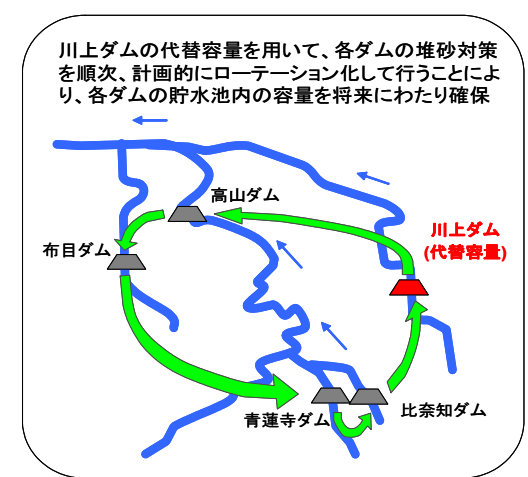 川上ダムの代替容量を用いて、各ダムの堆砂対策
を順次、計画的にローテーション化して行うことによ
り、各ダムの貯水池内の容量を将来にわたり確保
高山ダム
布目ダム
川上ダム
(代替容量)
青蓮寺ダム
比奈知ダム